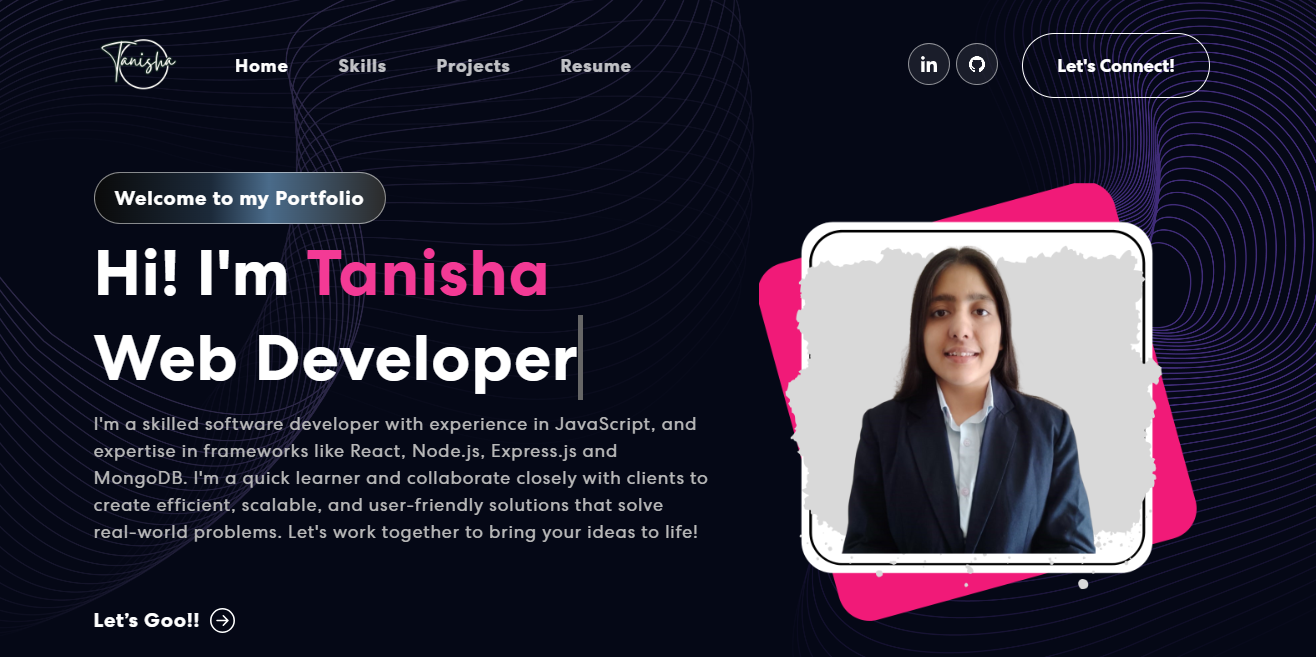 Tanisha
Home Skills Projects Resume
in
Let's Connect!
Welcome to my Portfolio
Hi! I'm Tanisha
Web Developer
I'm a skilled software developer with experience in JavaScript, and
expertise in frameworks like React, Node.js, Express.js and
MongoDB. I'm a quick learner and collaborate closely with clients to
create efficient, scalable, and user-friendly solutions that solve
real-world problems. Let's work together to bring your ideas to life!
Let’s Goo!!